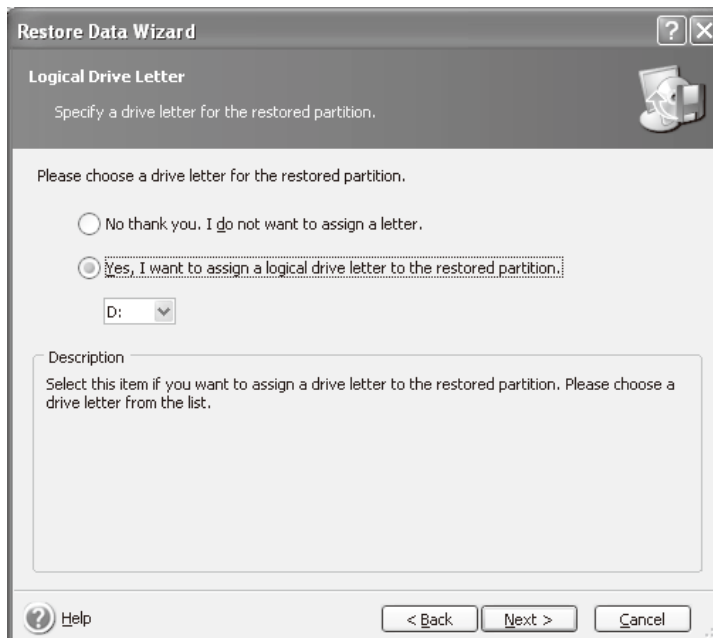 Restore Data Wizard
Logical Drive Letter
Specify a drive letter for the restored partition.
Please choose a drive letter for the restored partition.
No thank you. I do not want to assign a letter.
Yes, I want to assign a logical drive letter to the restored partition.
D:
Description
Select this item if you want to assign a drive letter to the restored partition. Please choose a
drive letter from the list.
Help
< Back
Next >
Cancel